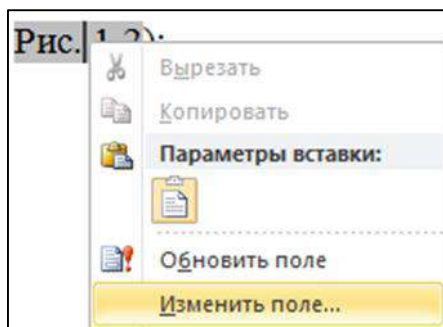 Рис. 1-2):
Вырезать
Копировать
Параметры вставки:
Обновить поле
Изменить поле...